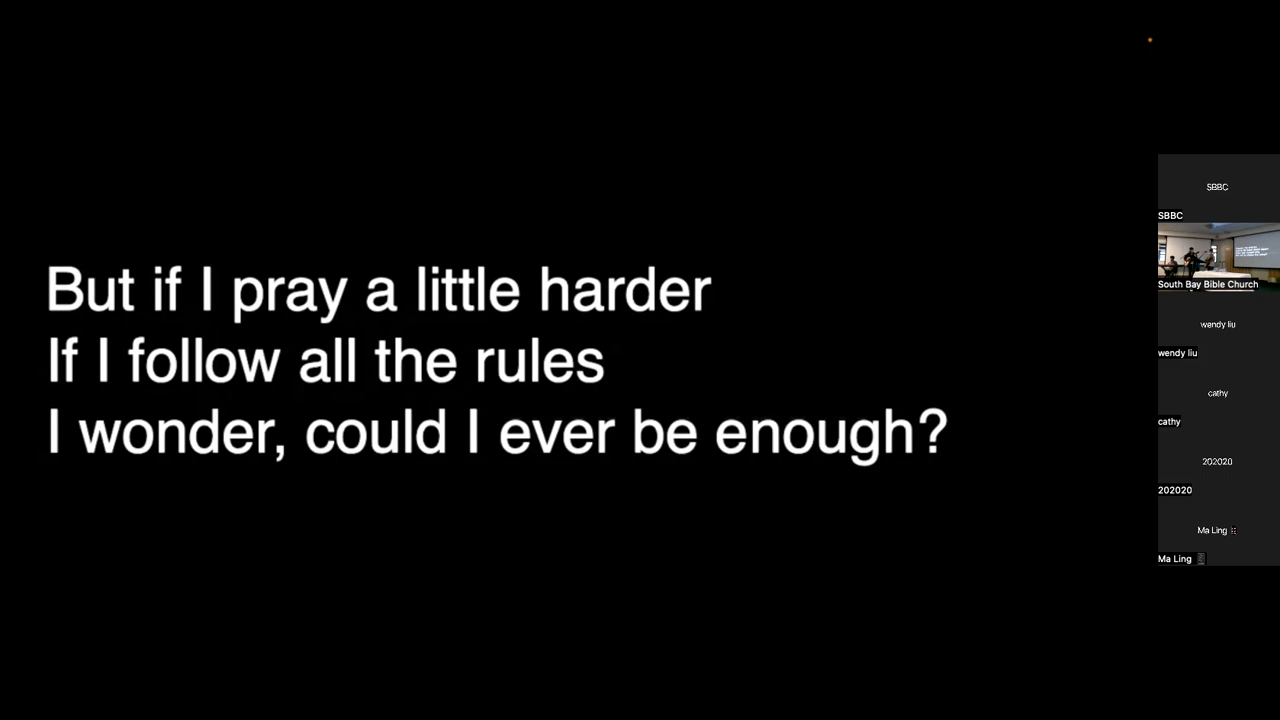 But if I pray a little harder
If I follow all the rules
I wonder, could I ever be enough?
SBBC
SBBC
South Bay Bible Church
wendy liu
wendy liu
cathy
cathy
202020
202020
Ma Ling
Ma Ling